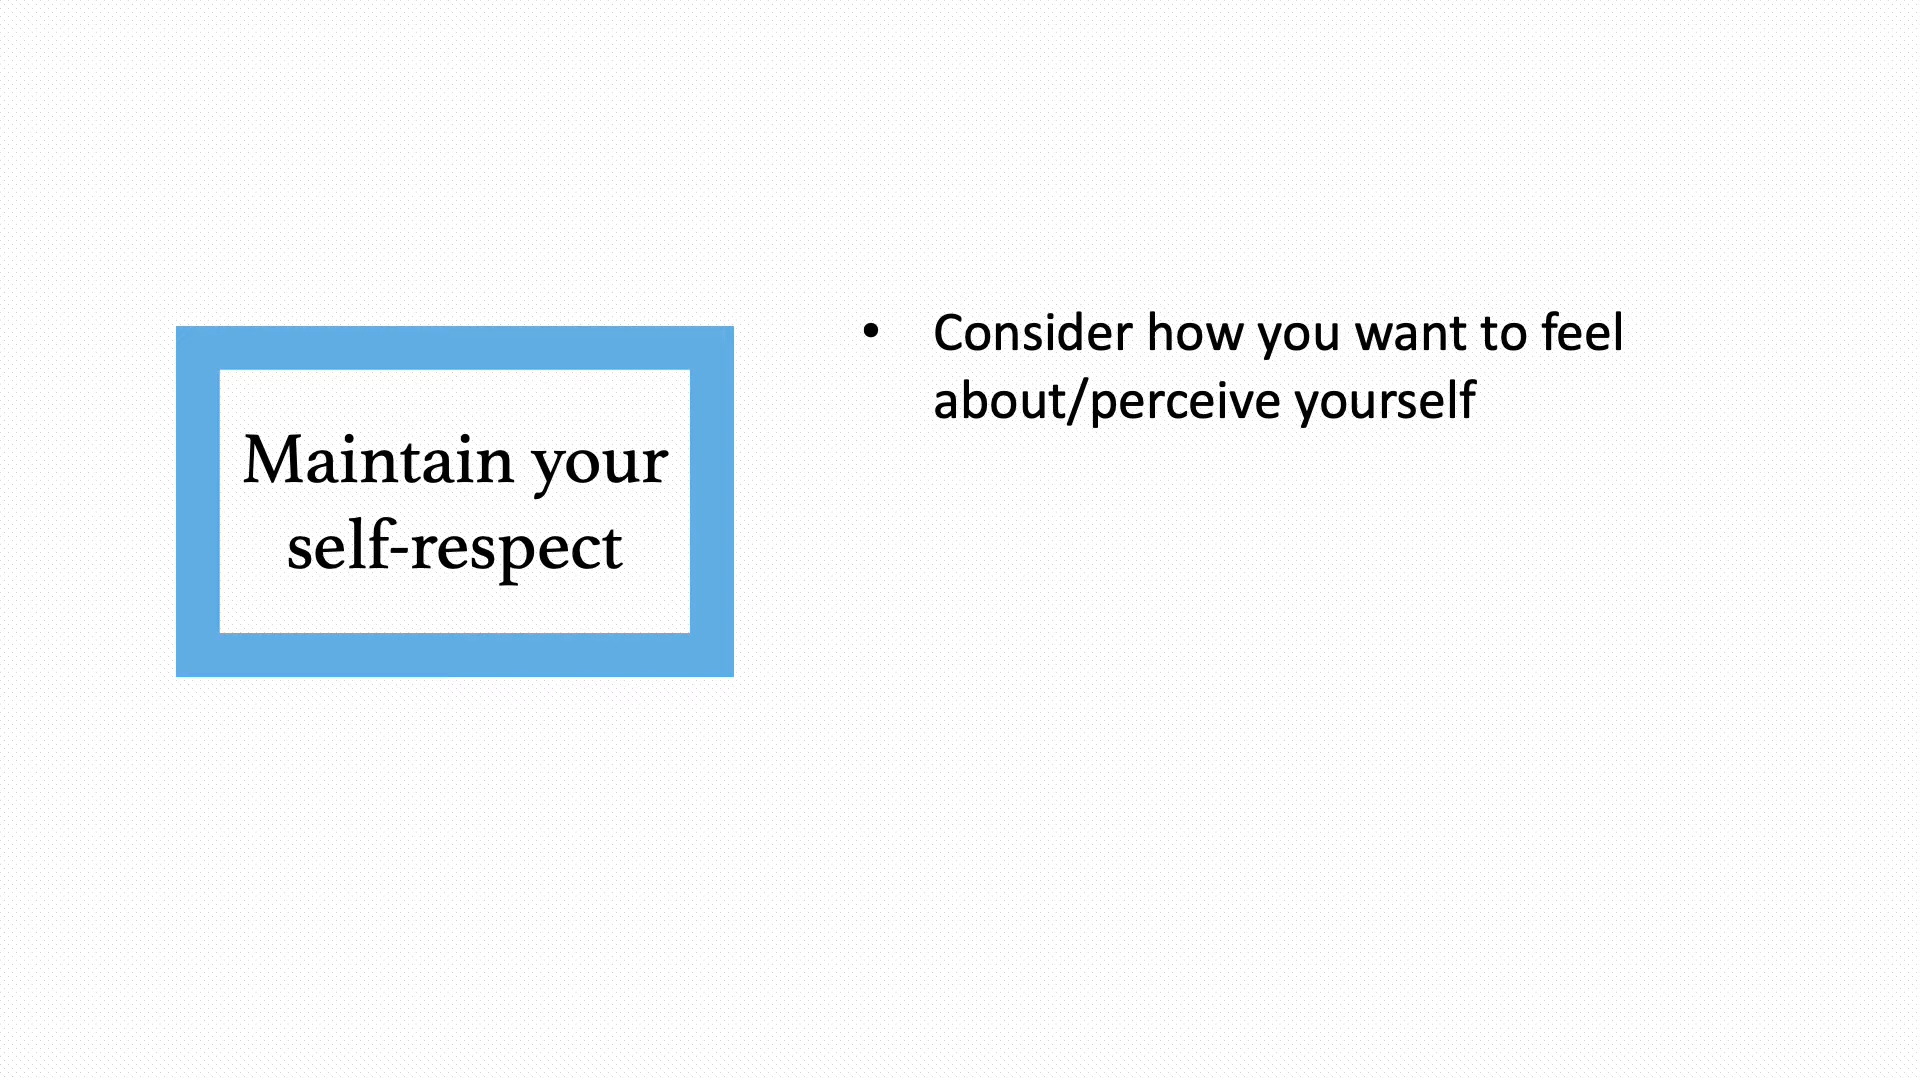 Maintain your
self-respect
• Consider how you want to feel
about/perceive yourself